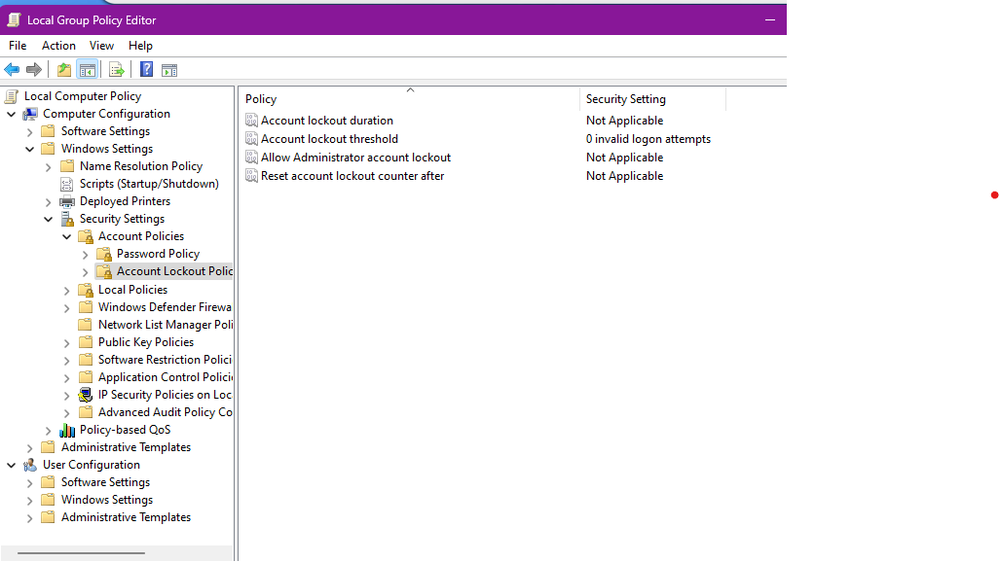 Local Group Policy Editor
File Action View Help
Local Computer Policy
Computer Configuration
Software Settings
Windows Settings
Name Resolution Policy
Scripts (Startup/Shutdown)
Deployed Printers
Security Settings
Account Policies
Password Policy
Account Lockout Polic
Local Policies
Windows Defender Firewa
Network List Manager Poli
Public Key Policies
Software Restriction Polici
Application Control Policie
IP Security Policies on Loca
Advanced Audit Policy Co
Policy-based QoS
Administrative Templates
User Configuration
Software Settings
Windows Settings
Administrative Templates
Policy Security Setting
Account lockout duration Not Applicable
Account lockout threshold 0 invalid logon attempts
Allow Administrator account lockout Not Applicable
Reset account lockout counter after Not Applicable